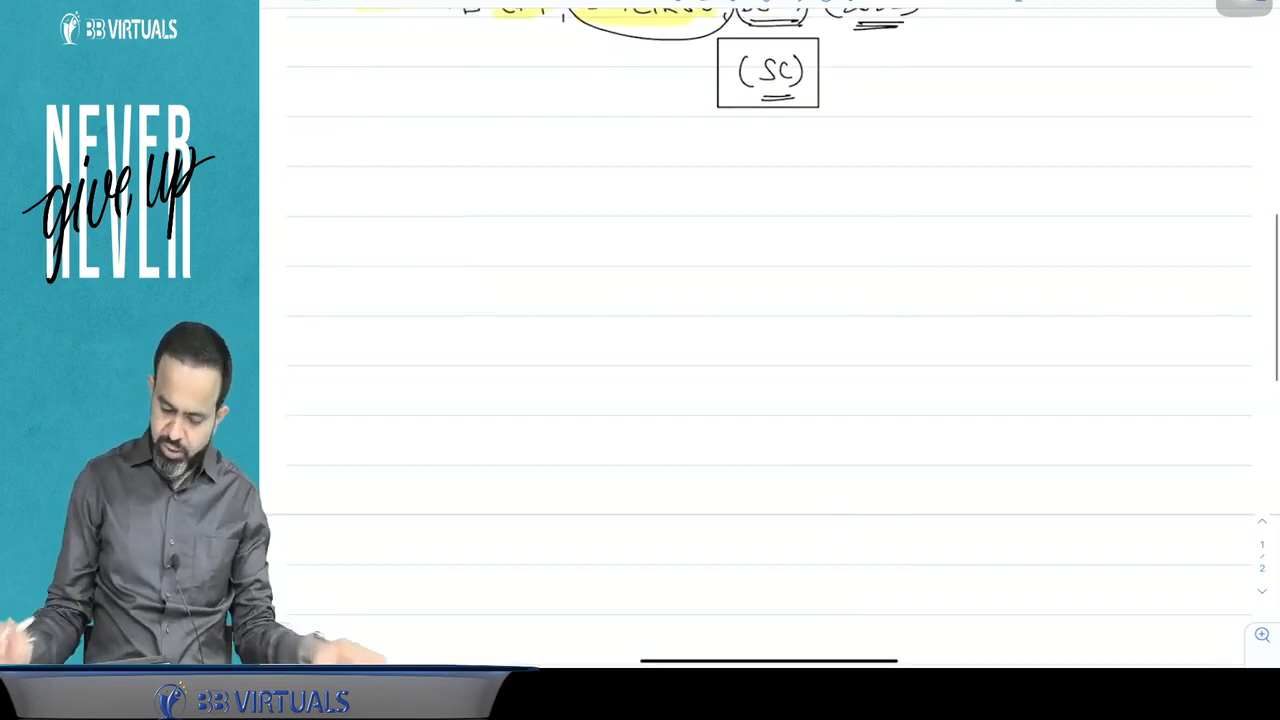 BB VIRTUALS
NEVER
give up
NEVER
(SC)
1
/
2
BB VIRTUALS